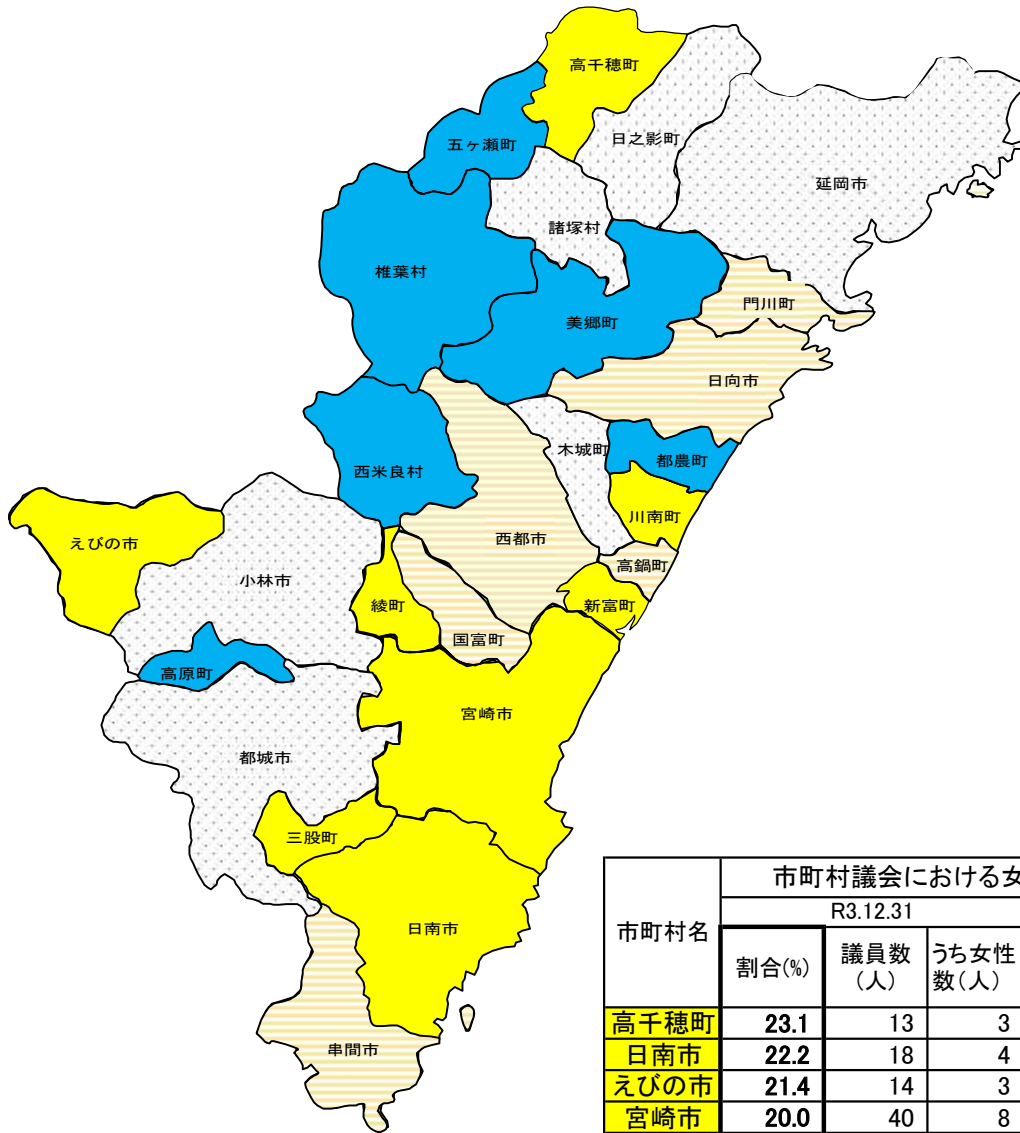 高千穂町
日之影町
五ヶ瀬町
延岡市
諸塚村
椎葉村
門川町
美郷町
日向市
木城町
都農町
西米良村
川南町
西都市
えびの市
高鍋町
小林市
綾町
新富町
国富町
高原町
宮崎市
都城市
三股町
日南市
串間市
市町村名
市町村議会における女
R3.12.31
割合(%) 議員数(人) うち女性数(人)
高千穂町 23.1 13 3
日南市 22.2 18 4
えびの市 21.4 14 3
宮崎市 20.0 40 8